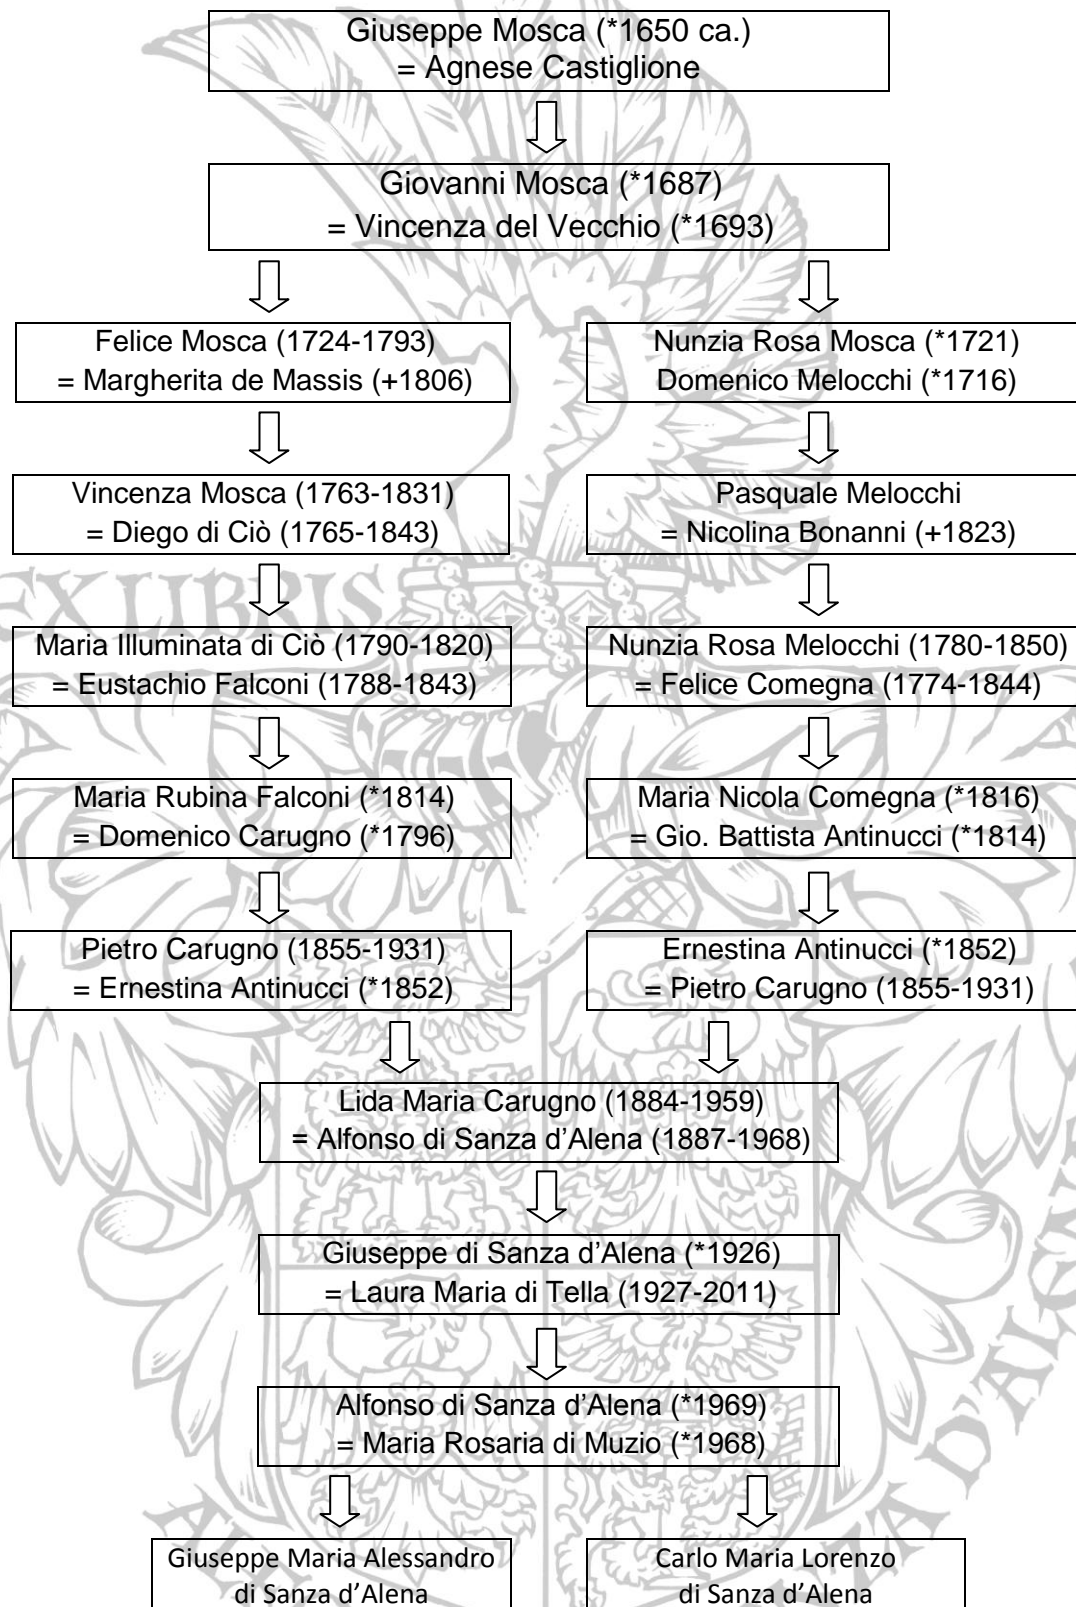 Giuseppe Mosca (*1650 ca.)
= Agnese Castiglione
Giovanni Mosca (*1687)
= Vincenza del Vecchio (*1693)
Felice Mosca (1724-1793)
= Margherita de Massis (+1806)
Nunzia Rosa Mosca (*1721)
Domenico Melocchi (*1716)
Vincenza Mosca (1763-1831)
= Diego di Ciò (1765-1843)
Pasquale Melocchi
= Nicolina Bonanni (+1823)
EX LIBRIS
Maria Illuminata di Ciò (1790-1820)
= Eustachio Falconi (1788-1843)
Nunzia Rosa Melocchi (1780-1850)
= Felice Comegna (1774-1844)
Maria Rubina Falconi (*1814)
= Domenico Carugno (*1796)
Maria Nicola Comegna (*1816)
= Gio. Battista Antinucci (*1814)
Pietro Carugno (1855-1931)
= Ernestina Antinucci (*1852)
Ernestina Antinucci (*1852)
= Pietro Carugno (1855-1931)
Lida Maria Carugno (1884-1959)
= Alfonso di Sanza d’Alena (1887-1968)
Giuseppe di Sanza d’Alena (*1926)
= Laura Maria di Tella (1927-2011)
Alfonso di Sanza d’Alena (*1969)
= Maria Rosaria di Muzio (*1968)
Giuseppe Maria Alessandro
di Sanza d’Alena
Carlo Maria Lorenzo
di Sanza d’Alena